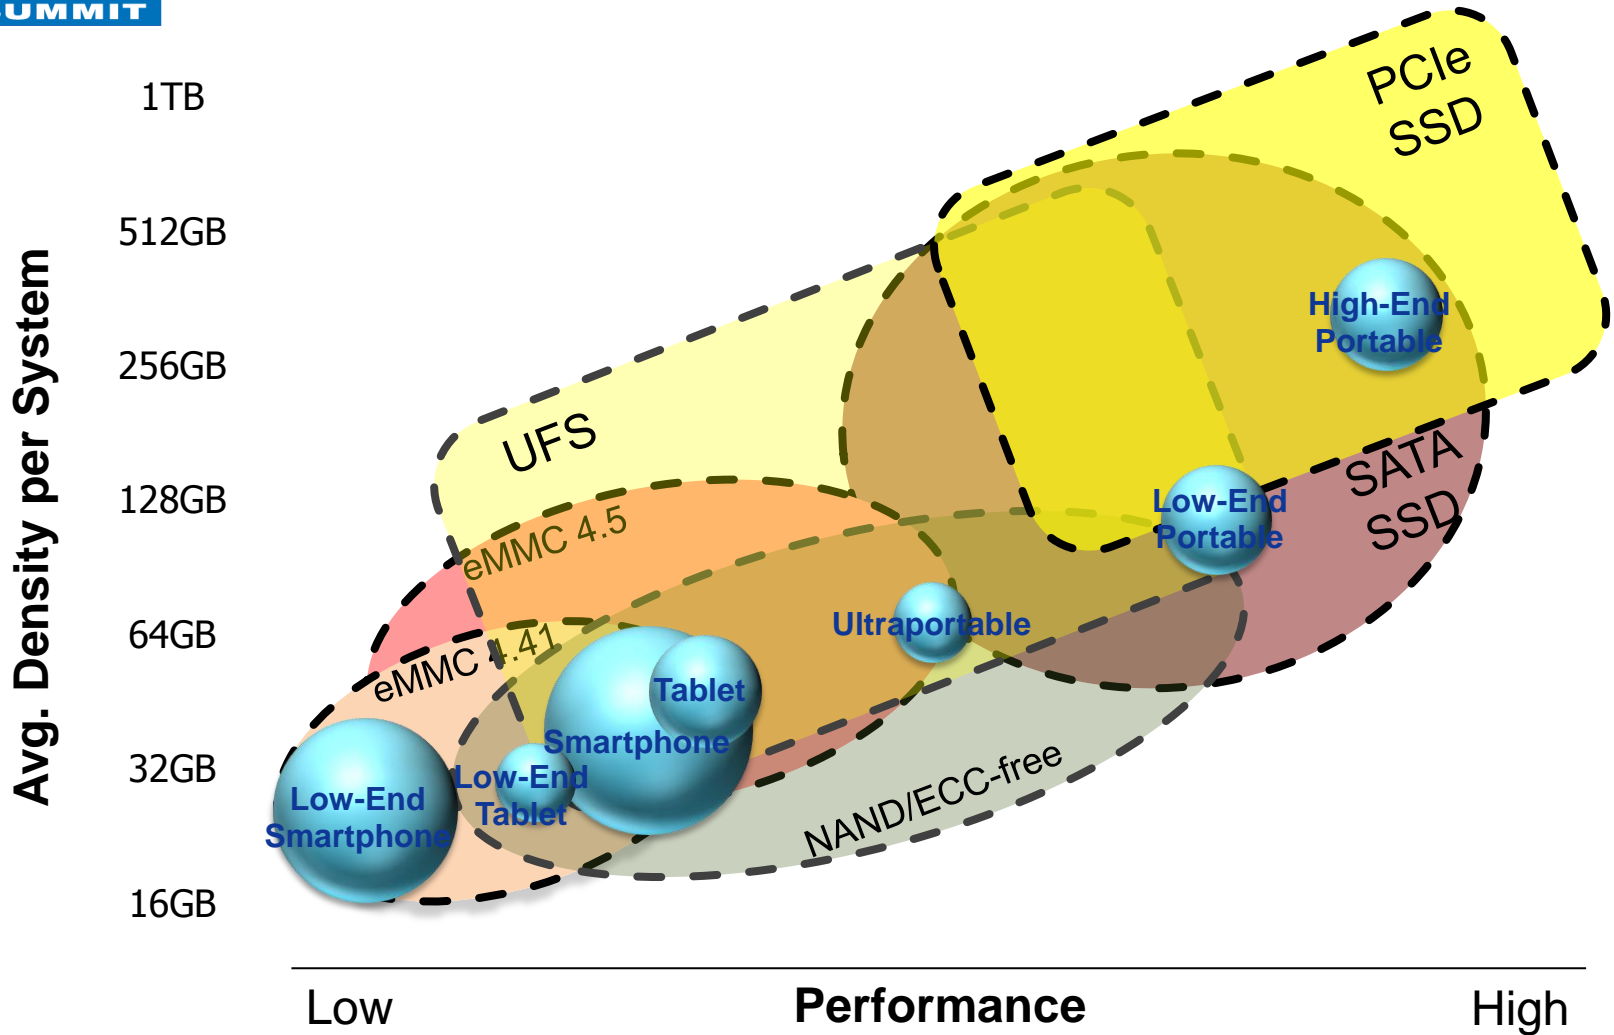 SUMMIT
Avg. Density per System
1TB
512GB
256GB
128GB
64GB
32GB
16GB
PCIe
SSD
UFS
High-End
Portable
SATA
SSD
eMMC 4.5
Low-End
Portable
eMMC 4.41
Ultraportable
Tablet
Smartphone
Low-End
Tablet
Low-End
Smartphone
NAND/ECC-free
Low
Performance
High